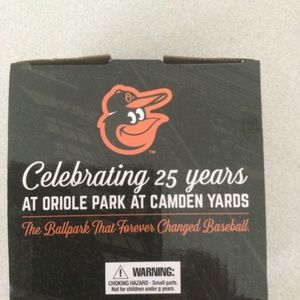 Celebrating 25 years
AT ORIOLE PARK AT CAMDEN YARDS
The Ballpark That Forever Changed Baseball.
WARNING:
CHOKING HAZARD - Small parts.
Not for children under 8 years.